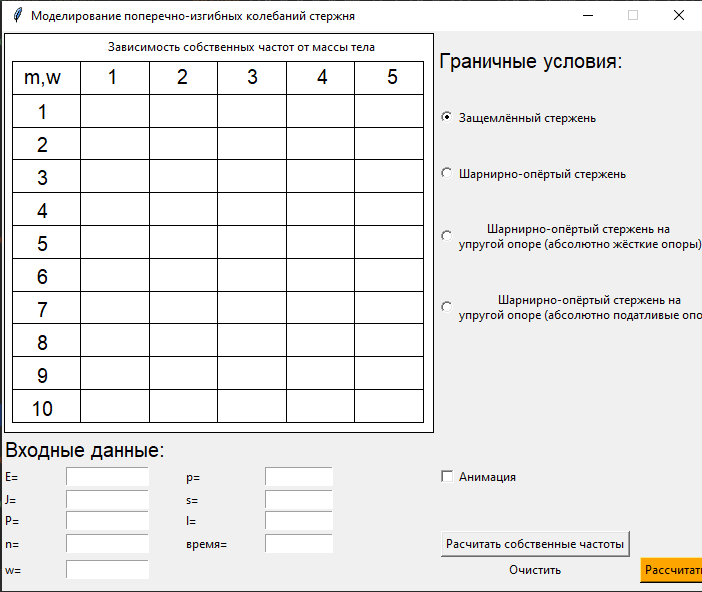 Моделирование поперечно-изгибных колебаний стержня
Зависимость собственных частот от массы тела
m,w 1 2 3 4 5
1
2
3
4
5
6
7
8
9
10
Граничные условия:
Защемлённый стержень
Шарнирно-опёртый стержень
Шарнирно-опёртый стержень на
упругой опоре (абсолютно жёсткие опоры)
Шарнирно-опёртый стержень на
упругой опоре (абсолютно податливые опо
Входные данные:
E= p=
J= s=
P= l=
n= время=
w=
Анимация
Расчитать собственные частоты
Очистить Рассчитат